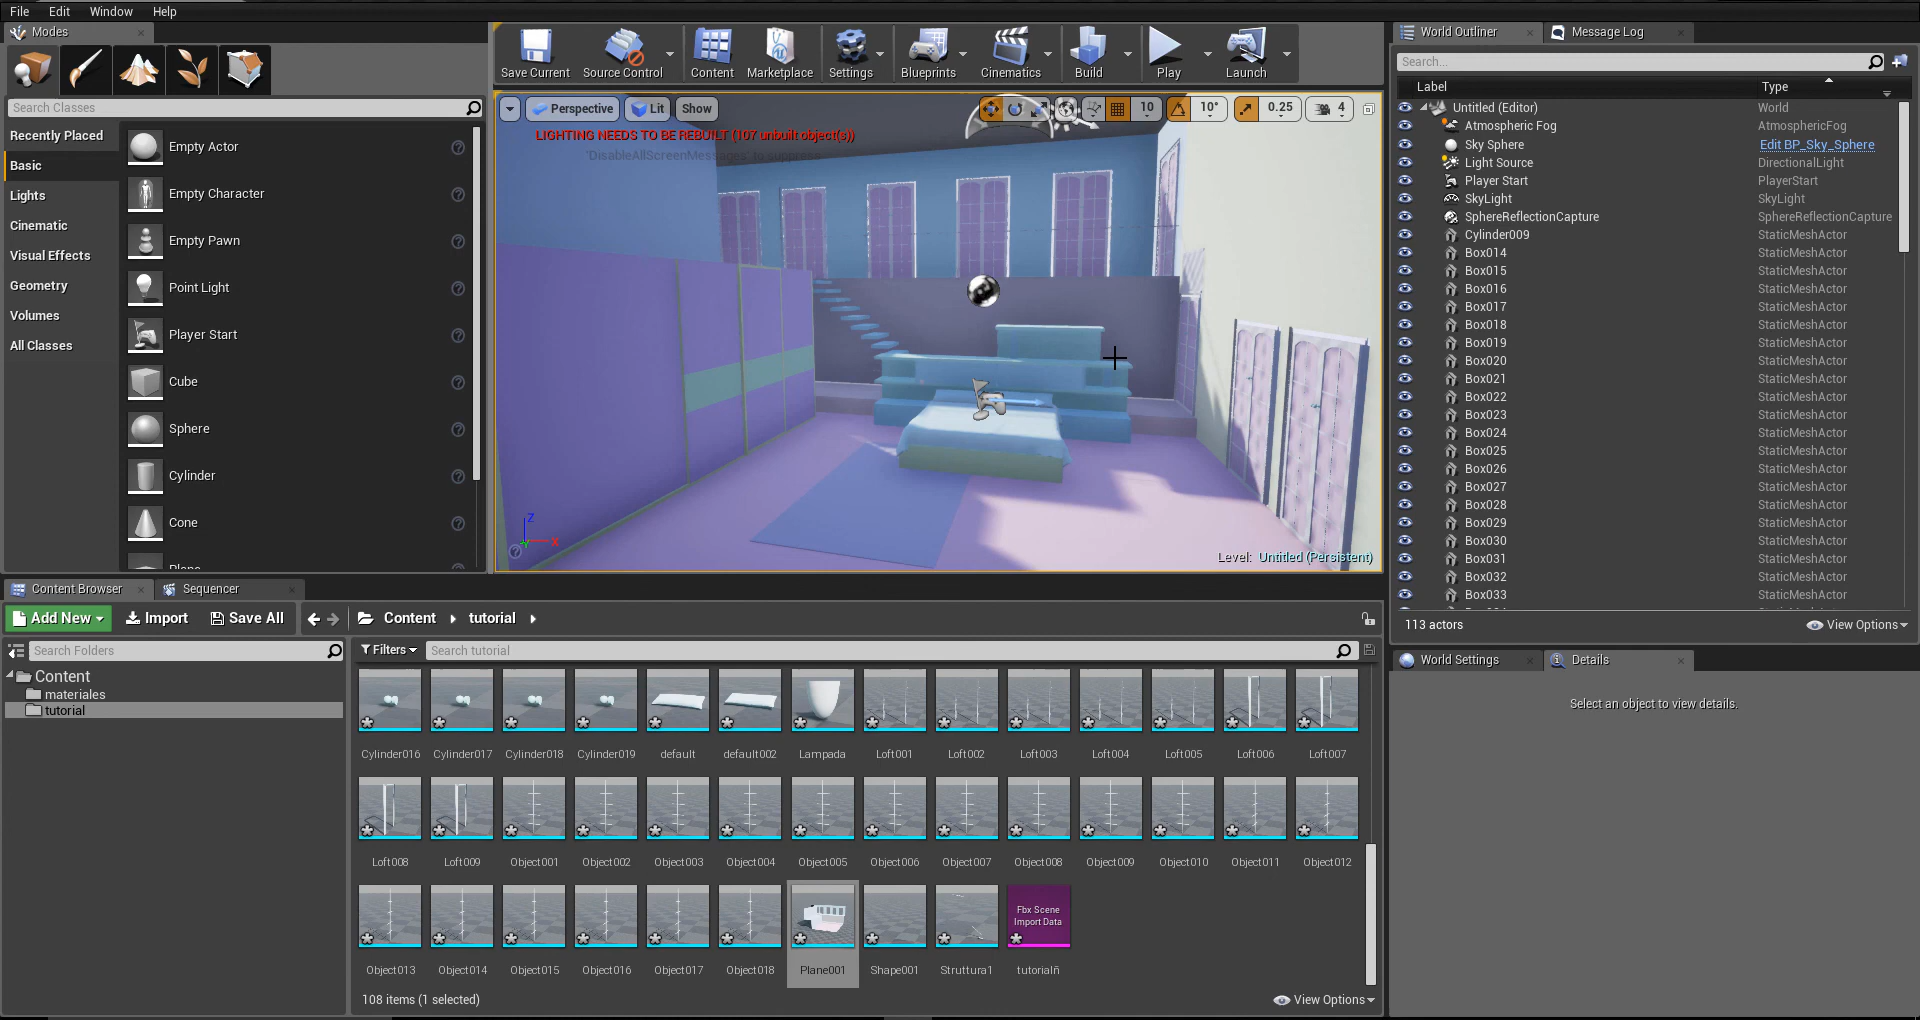 File Edit Window Help
Modes
World Outliner
Message Log
Save Current
Source Control
Content
Marketplace
Settings
Blueprints
Cinematics
Build
Play
Launch
Search...
Label
Type
Search Classes
Perspective
Lit
Show
10
10°
0.25
4
LIGHTING NEEDS TO BE REBUILT (107 unbuilt object(s))
'DisableAllScreenMessages' to suppress
Recently Placed
Basic
Lights
Cinematic
Visual Effects
Geometry
Volumes
All Classes
Empty Actor
Empty Character
Empty Pawn
Point Light
Player Start
Cube
Sphere
Cylinder
Cone
Plane
Z
X
Level: Untitled (Persistent)
Untitled (Editor) World
Atmospheric Fog AtmosphericFog
Sky Sphere Edit BP_Sky_Sphere
Light Source DirectionalLight
Player Start PlayerStart
SkyLight SkyLight
SphereReflectionCapture SphereReflectionCapture
Cylinder009 StaticMeshActor
Box014 StaticMeshActor
Box015 StaticMeshActor
Box016 StaticMeshActor
Box017 StaticMeshActor
Box018 StaticMeshActor
Box019 StaticMeshActor
Box020 StaticMeshActor
Box021 StaticMeshActor
Box022 StaticMeshActor
Box023 StaticMeshActor
Box024 StaticMeshActor
Box025 StaticMeshActor
Box026 StaticMeshActor
Box027 StaticMeshActor
Box028 StaticMeshActor
Box029 StaticMeshActor
Box030 StaticMeshActor
Box031 StaticMeshActor
Box032 StaticMeshActor
Box033 StaticMeshActor
113 actors
View Options
World Settings
Details
Select an object to view details.
Content Browser
Sequencer
Add New
Import
Save All
Content
tutorial
Search Folders
Filters
Search tutorial
Content
materiales
tutorial
Cylinder016 Cylinder017 Cylinder018 Cylinder019 default default002 Lampada Loft001 Loft002 Loft003 Loft004 Loft005 Loft006 Loft007
Loft008 Loft009 Object001 Object002 Object003 Object004 Object005 Object006 Object007 Object008 Object009 Object010 Object011 Object012
Fbx Scene
Import Data
Object013 Object014 Object015 Object016 Object017 Object018 Plane001 Shape001 Struttura1 tutorialñ
108 items (1 selected)
View Options